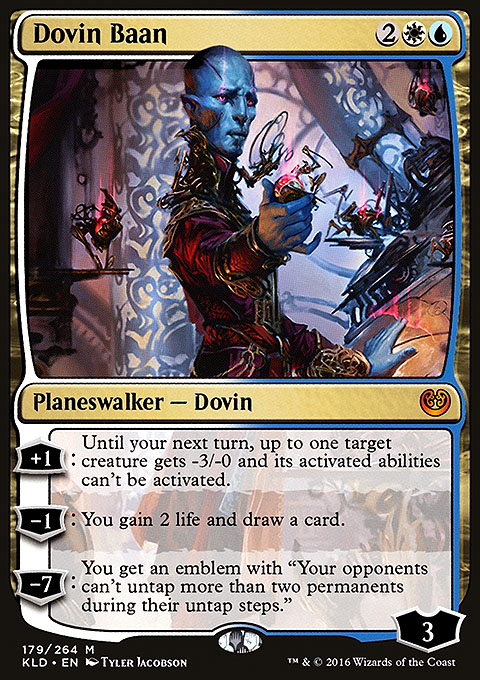 Dovin Baan 2
Planeswalker — Dovin
+1: Until your next turn, up to one target
creature gets -3/-0 and its activated abilities
can't be activated.
-1: You gain 2 life and draw a card.
-7: You get an emblem with “Your opponents
can't untap more than two permanents
during their untap steps.”
3
179/264 M
KLD • EN Tyler Jacobson
™ & © 2016 Wizards of the Coast